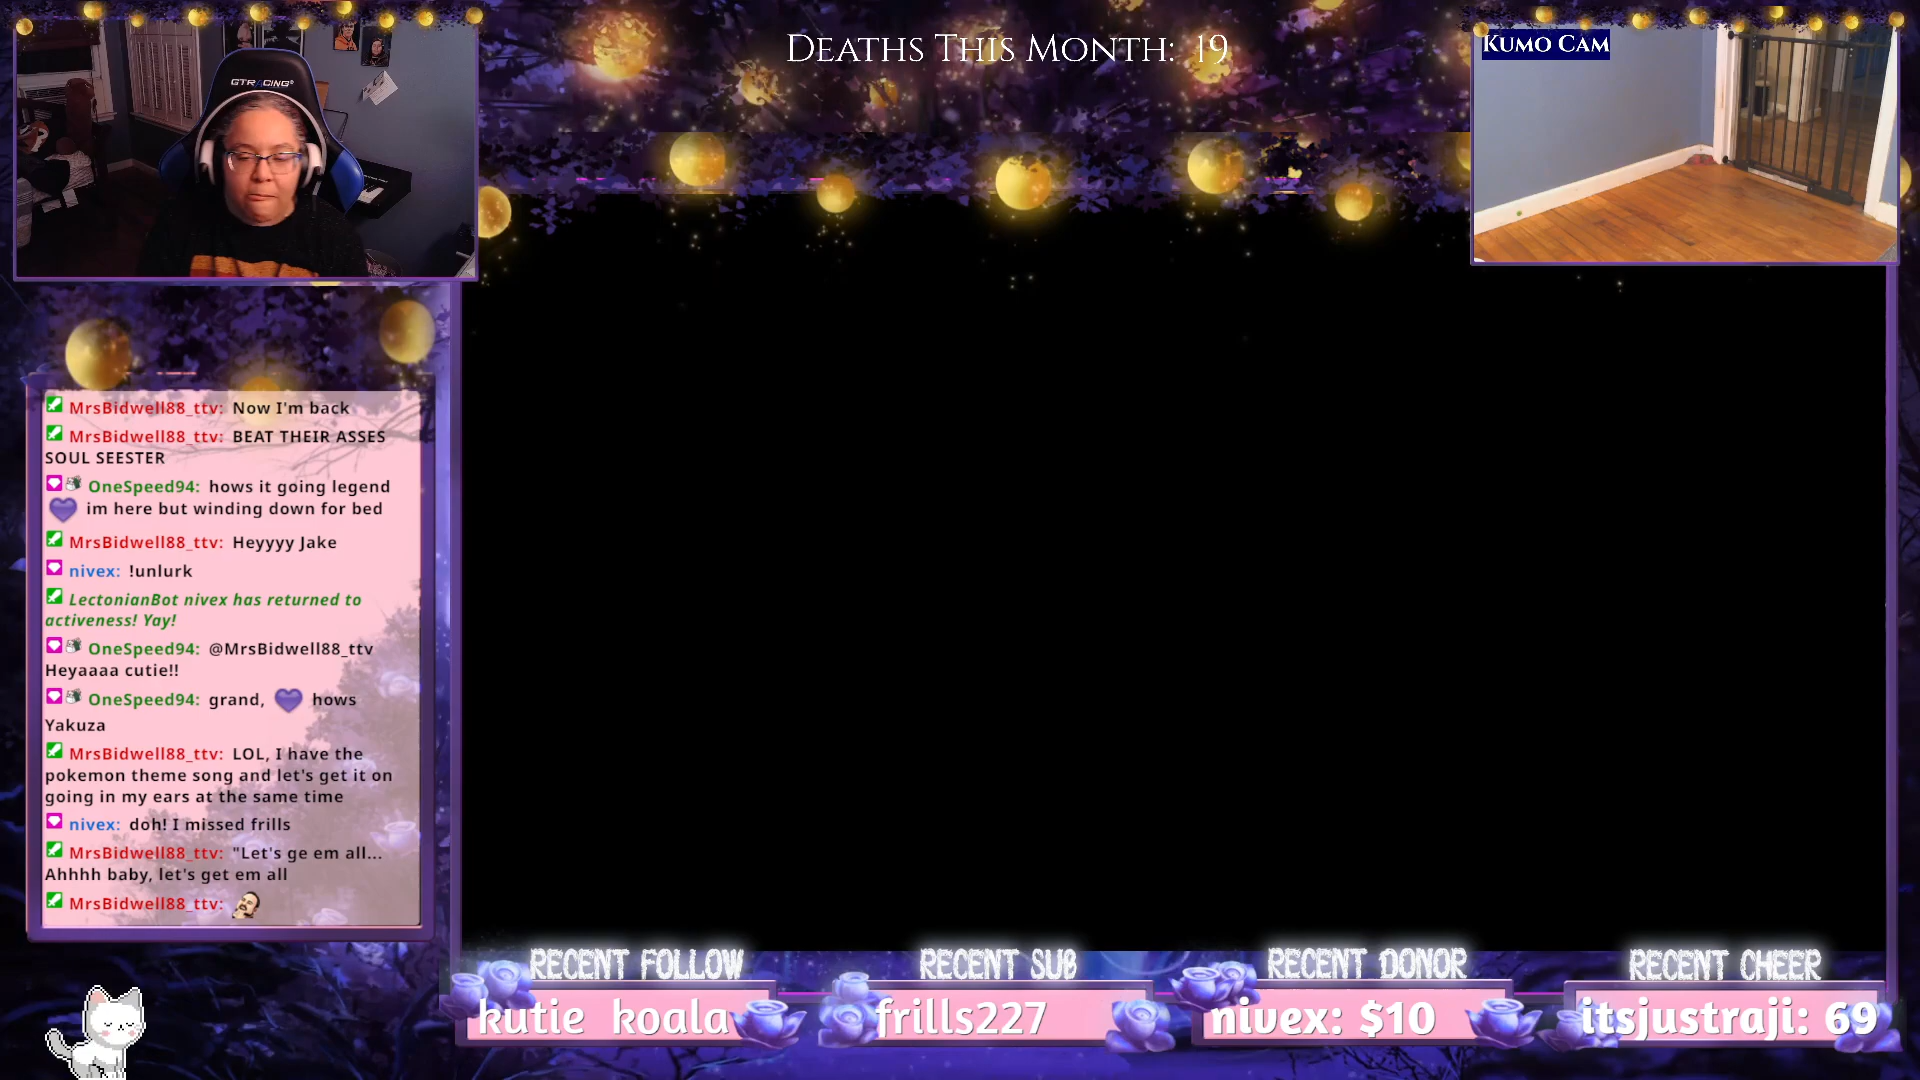 DEATHS THIS MONTH: 19
KUMO CAM
GTRACING
MrsBidwell88_ttv: Now I'm back
MrsBidwell88_ttv: BEAT THEIR ASSES
SOUL SEESTER
OneSpeed94: hows it going legend
im here but winding down for bed
MrsBidwell88_ttv: Heyyyy Jake
nivex: !unlurk
LectonianBot nivex has returned to
activeness! Yay!
OneSpeed94: @MrsBidwell88_ttv
Heyaaaa cutie!!
OneSpeed94: grand, hows
Yakuza
MrsBidwell88_ttv: LOL, I have the
pokemon theme song and let's get it on
going in my ears at the same time
nivex: doh! I missed frills
MrsBidwell88_ttv: "Let's ge em all...
Ahhhh baby, let's get em all
MrsBidwell88_ttv:
RECENT FOLLOW
kutie_koala
RECENT SUB
frills227
RECENT DONOR
nivex: $10
RECENT CHEER
itsjustraji: 69